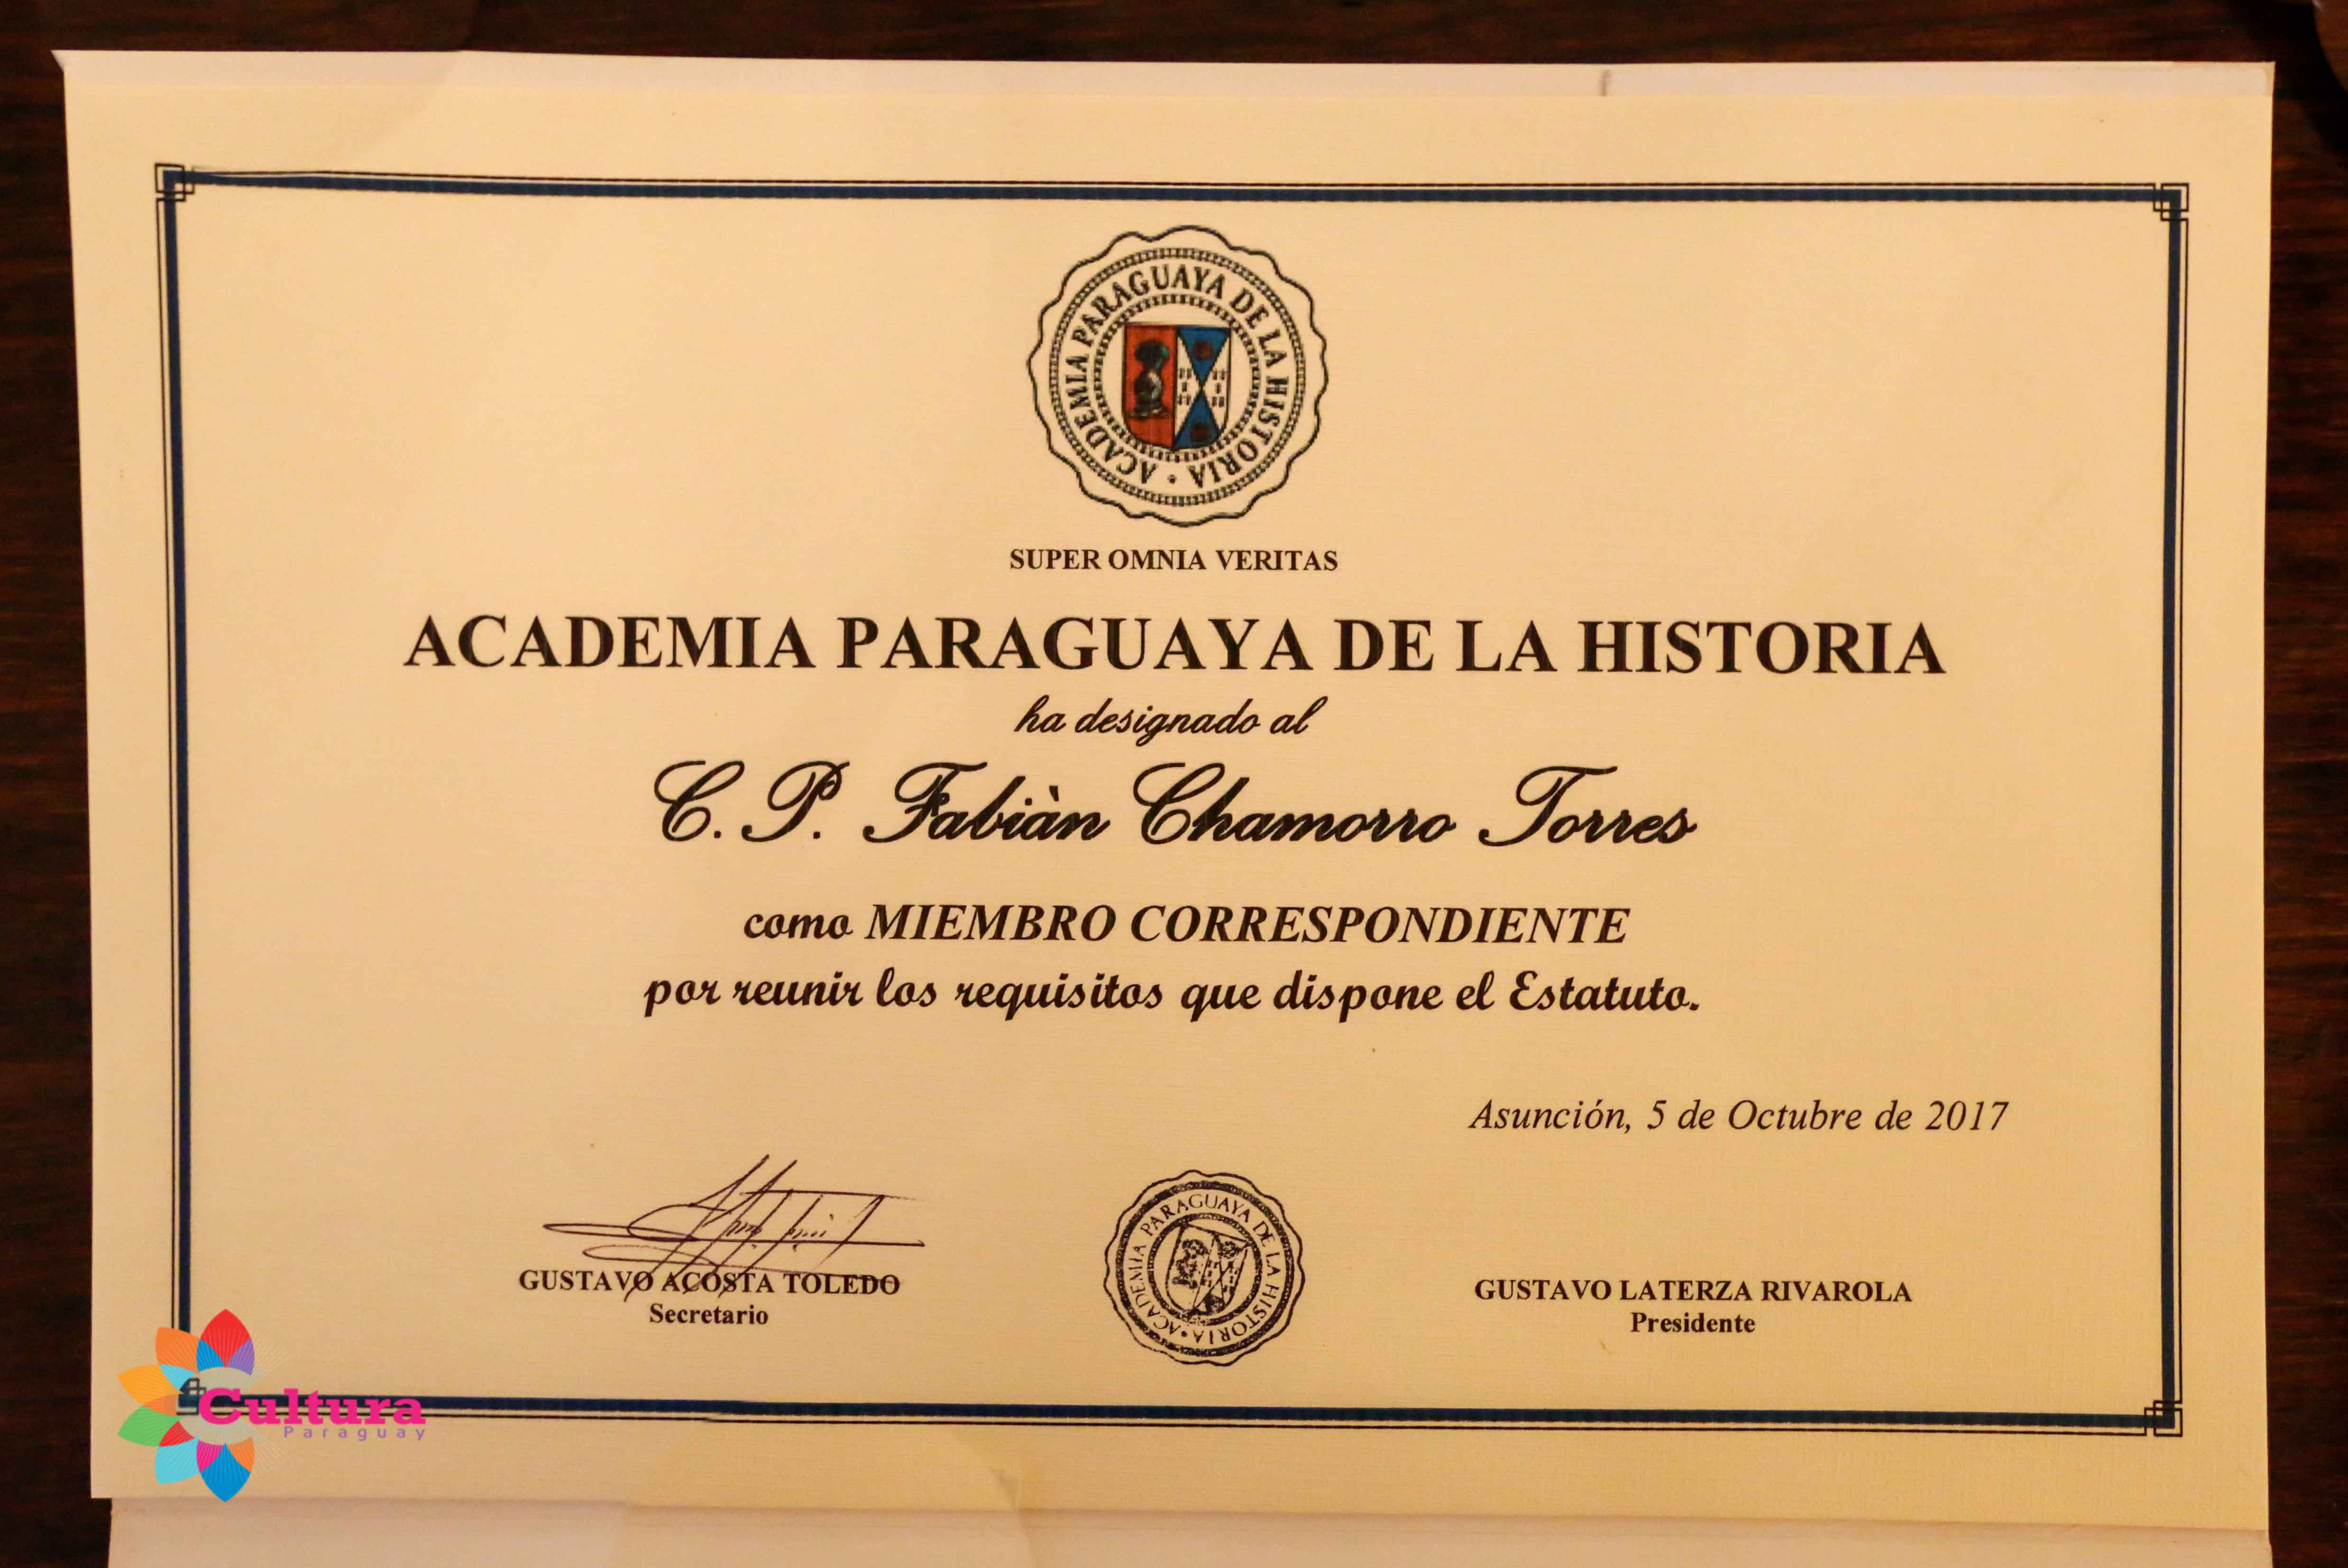 ACADEMIA PARAGUAYA DE LA HISTORIA
SUPER OMNIA VERITAS
ACADEMIA PARAGUAYA DE LA HISTORIA
ha designado al
C. P. Fabiàn Chamorro Torres
como MIEMBRO CORRESPONDIENTE
por reunir los requisitos que dispone el Estatuto.
Asunción, 5 de Octubre de 2017
GUSTAVO ACOSTA TOLEDO
Secretario
ACADEMIA PARAGUAYA DE LA HISTORIA
GUSTAVO LATERZA RIVAROLA
Presidente
Cultura
Paraguay